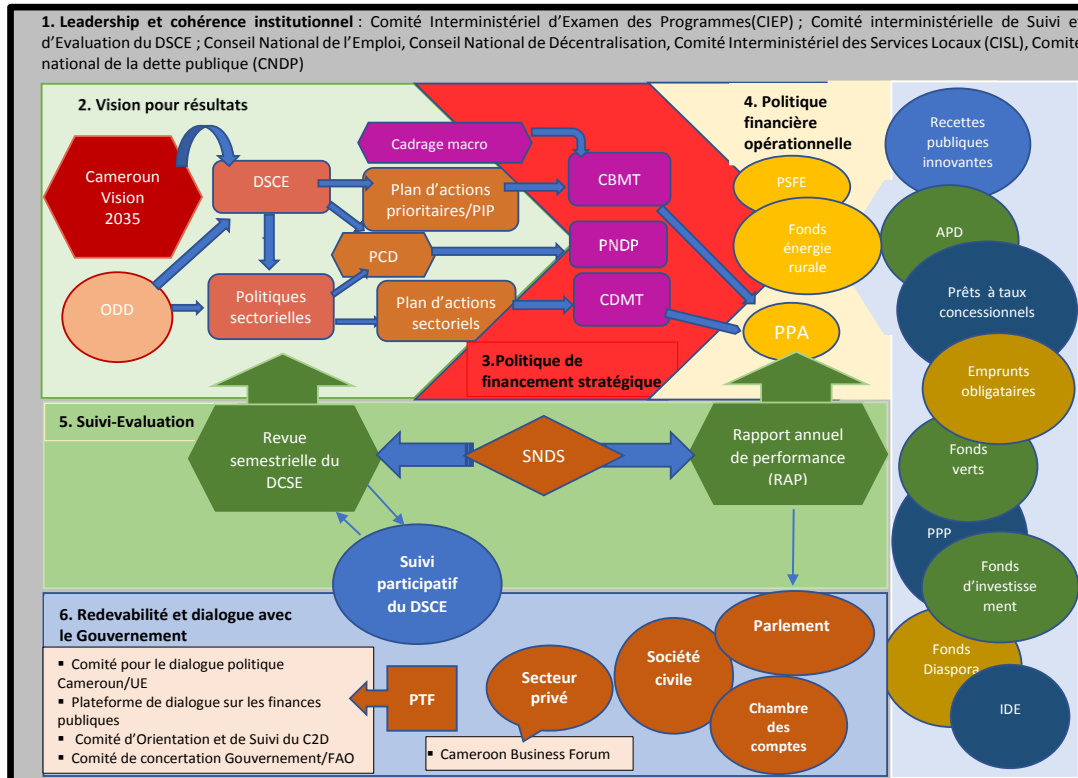 1. Leadership et cohérence institutionnel : Comité Interministériel d'Examen des Programmes(CIEP) ; Comité interministérielle de Suivi et
d'Evaluation du DSCE ; Conseil National de l'Emploi, Conseil National de Décentralisation, Comité Interministériel des Services Locaux (CISL), Comité
national de la dette publique (CNDP)
2. Vision pour résultats
Cameroun
Vision
2035
ODD
DSCE
Politiques
sectorielles
Cadrage macro
Plan d'actions
prioritaires/PIP
PCD
Plan d'actions
sectoriels
CBMT
PNDP
CDMT
3.Politique de
financement stratégique
4. Politique
financière
opérationnelle
PSFE
Fonds
énergie
rurale
PPA
Recettes
publiques
innovantes
APD
Prêts à taux
concessionnels
Emprunts
obligataires
Fonds
verts
PPP
Fonds
d'investisse
ment
Fonds
Diaspora
IDE
5. Suivi-Evaluation
Revue
semestrielle du
DCSE
SNDS
Rapport annuel
de performance
(RAP)
Suivi
participatif
du DSCE
6. Redevabilité et dialogue avec
le Gouvernement
▪ Comité pour le dialogue politique
Cameroun/UE
▪ Plateforme de dialogue sur les finances
publiques
▪ Comité d'Orientation et de Suivi du C2D
▪ Comité de concertation Gouvernement/FAO
PTF
Secteur
privé
▪ Cameroon Business Forum
Société
civile
Parlement
Chambre
des
comptes